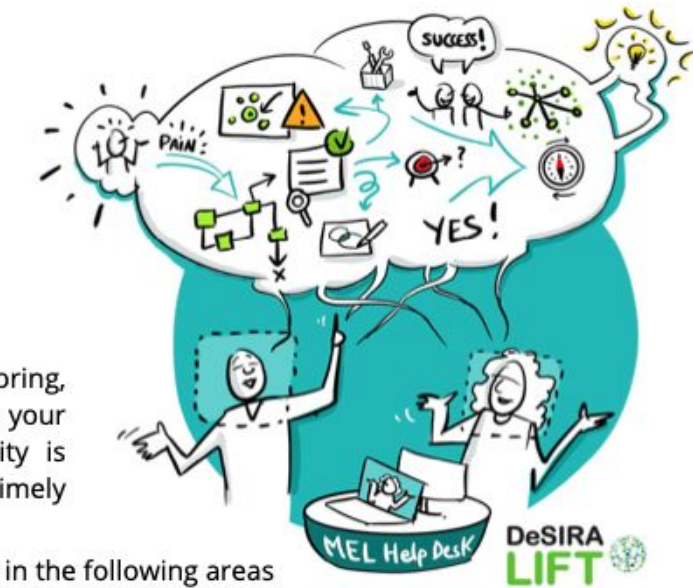 SUCCESS!
PAIN!
?
YES!
x
oring,
your
ity is
imely
MEL Help Desk
DeSIRA
LIFT
in the following areas